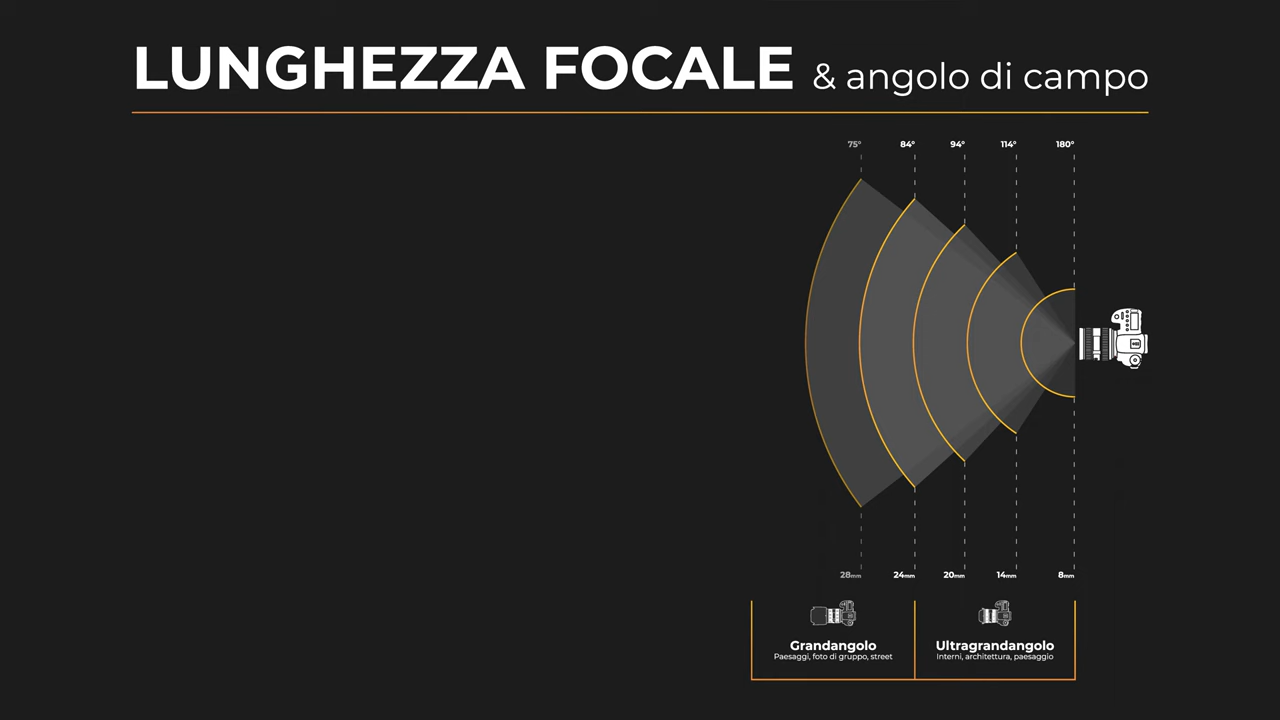 LUNGHEZZA FOCALE & angolo di campo
75° 84° 94° 114° 180°
28mm 24mm 20mm 14mm 8mm
Grandangolo Ultragrandangolo
Paesaggi, foto di gruppo, street Interni, architettura, paesaggio